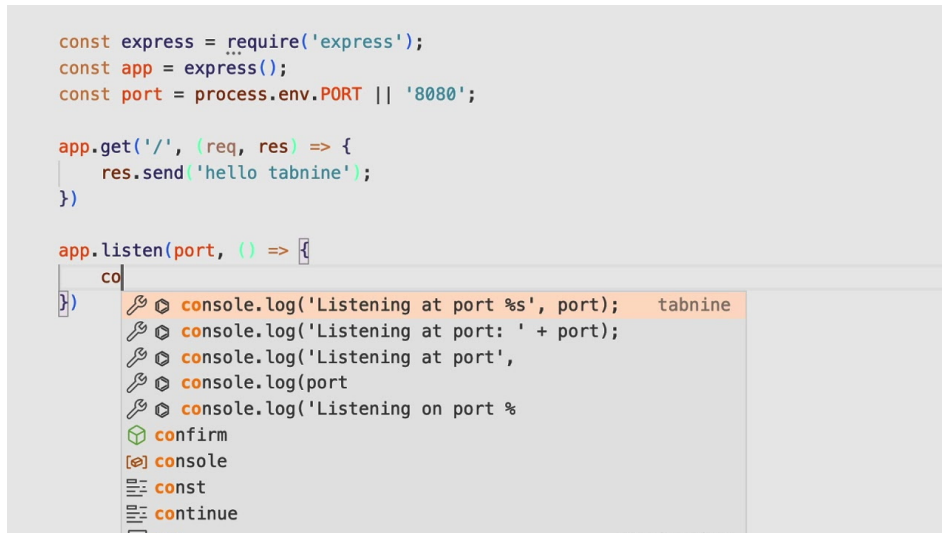 const express = require('express');
const app = express();
const port = process.env.PORT || '8080';
app.get('/', (req, res) => {
res.send('hello tabnine');
})
app.listen(port, () => {
co
})
console.log('Listening at port %s', port); tabnine
console.log('Listening at port: ' + port);
console.log('Listening at port',
console.log(port
console.log('Listening on port %
confirm
console
const
continue